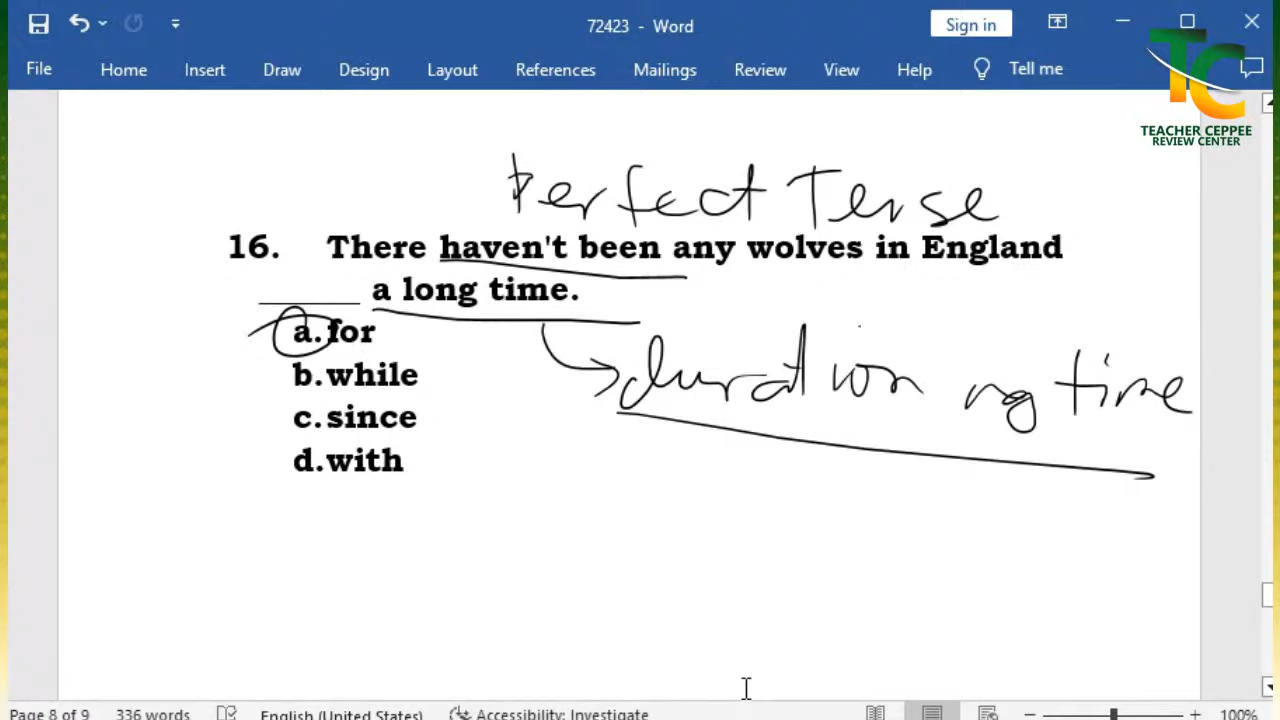 72423 - Word
Sign in
File Home Insert Draw Design Layout References Mailings Review View Help Tell me
TC
TEACHER CEPPEE
REVIEW CENTER
Perfect Tense
16. There haven't been any wolves in England
______ a long time.
a. for
b. while
c. since
d. with
duration ng time
Page 8 of 9 336 words English (United States) Accessibility: Investigate 100%